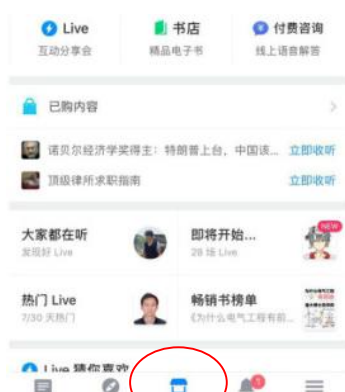 Live
书店
付费咨询
互动分享会
精品电子书
线上语音解答
已购内容
诺贝尔经济学奖得主：特朗普上台，中国该... 立即收听
顶级律所求职指南 立即收听
大家都在听
发现好 Live
即将开始...
28 场 Live
NEW
热门 Live
7/30 天热门
畅销书榜单
《为什么电气工程有前...
Live 猜你喜欢